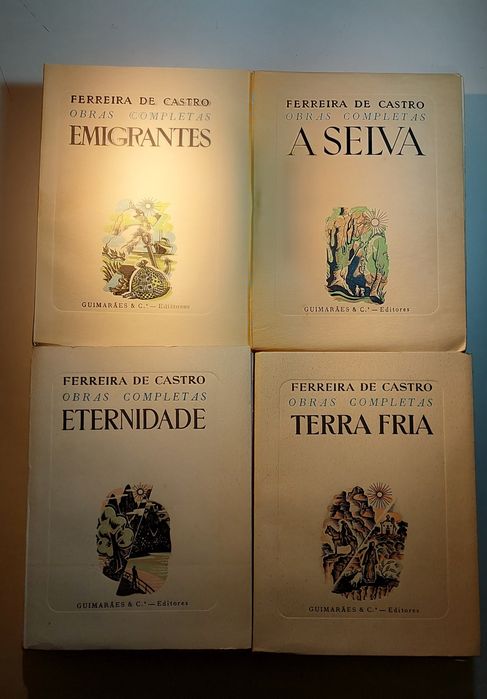 FERREIRA DE CASTRO
OBRAS COMPLETAS
EMIGRANTES
GUIMARÃES & C.ª — Editores
FERREIRA DE CASTRO
OBRAS COMPLETAS
A SELVA
GUIMARÃES & C.ª — Editores
FERREIRA DE CASTRO
OBRAS COMPLETAS
ETERNIDADE
GUIMARÃES & C.ª — Editores
FERREIRA DE CASTRO
OBRAS COMPLETAS
TERRA FRIA
GUIMARÃES & C.ª — Editores